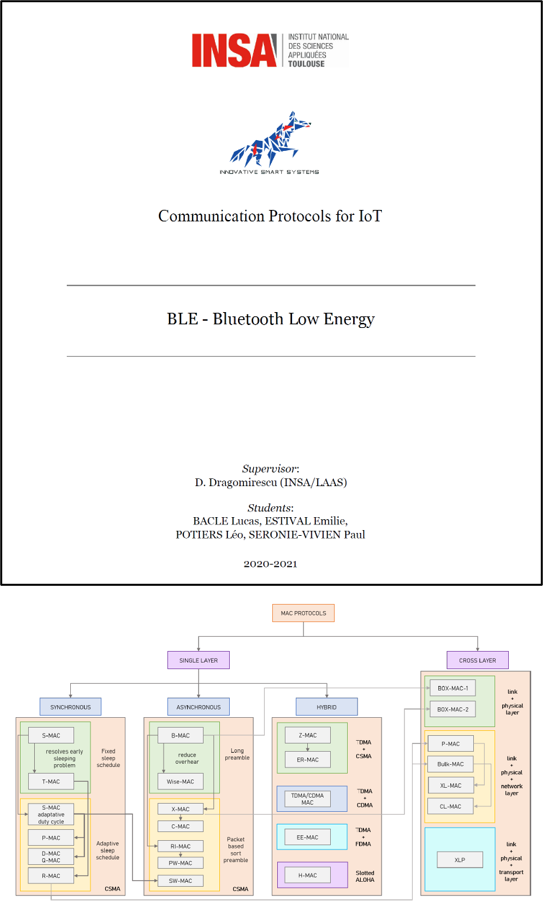 INSA
INSTITUT NATIONAL
DES SCIENCES
APPLIQUÉES
TOULOUSE
INNOVATIVE SMART SYSTEMS
Communication Protocols for IoT
BLE - Bluetooth Low Energy
Supervisor:
D. Dragomirescu (INSA/LAAS)
Students:
BACLE Lucas, ESTIVAL Emilie,
POTIERS Léo, SERONIE-VIVIEN Paul
2020-2021
MAC PROTOCOLS
SINGLE LAYER
CROSS LAYER
SYNCHRONOUS
ASYNCHRONOUS
HYBRID
S-MAC
resolves early
sleeping
problem
T-MAC
Fixed
sleep
schedule
S-MAC
adaptative
duty cycle
P-MAC
D-MAC
Q-MAC
R-MAC
Adaptive
sleep
schedule
CSMA
B-MAC
reduce
overhear
Wise-MAC
Long
preamble
X-MAC
C-MAC
RI-MAC
PW-MAC
SW-MAC
Packet
based
sort
preamble
CSMA
Z-MAC
ER-MAC
TDMA
+
CSMA
TDMA/CDMA
MAC
TDMA
+
CDMA
EE-MAC
TDMA
+
FDMA
H-MAC
Slotted
ALOHA
BOX-MAC-1
BOX-MAC-2
link
+
physical
layer
P-MAC
Bulk-MAC
XL-MAC
CL-MAC
link
+
physical
+
network
layer
XLP
link
+
physical
+
transport
layer